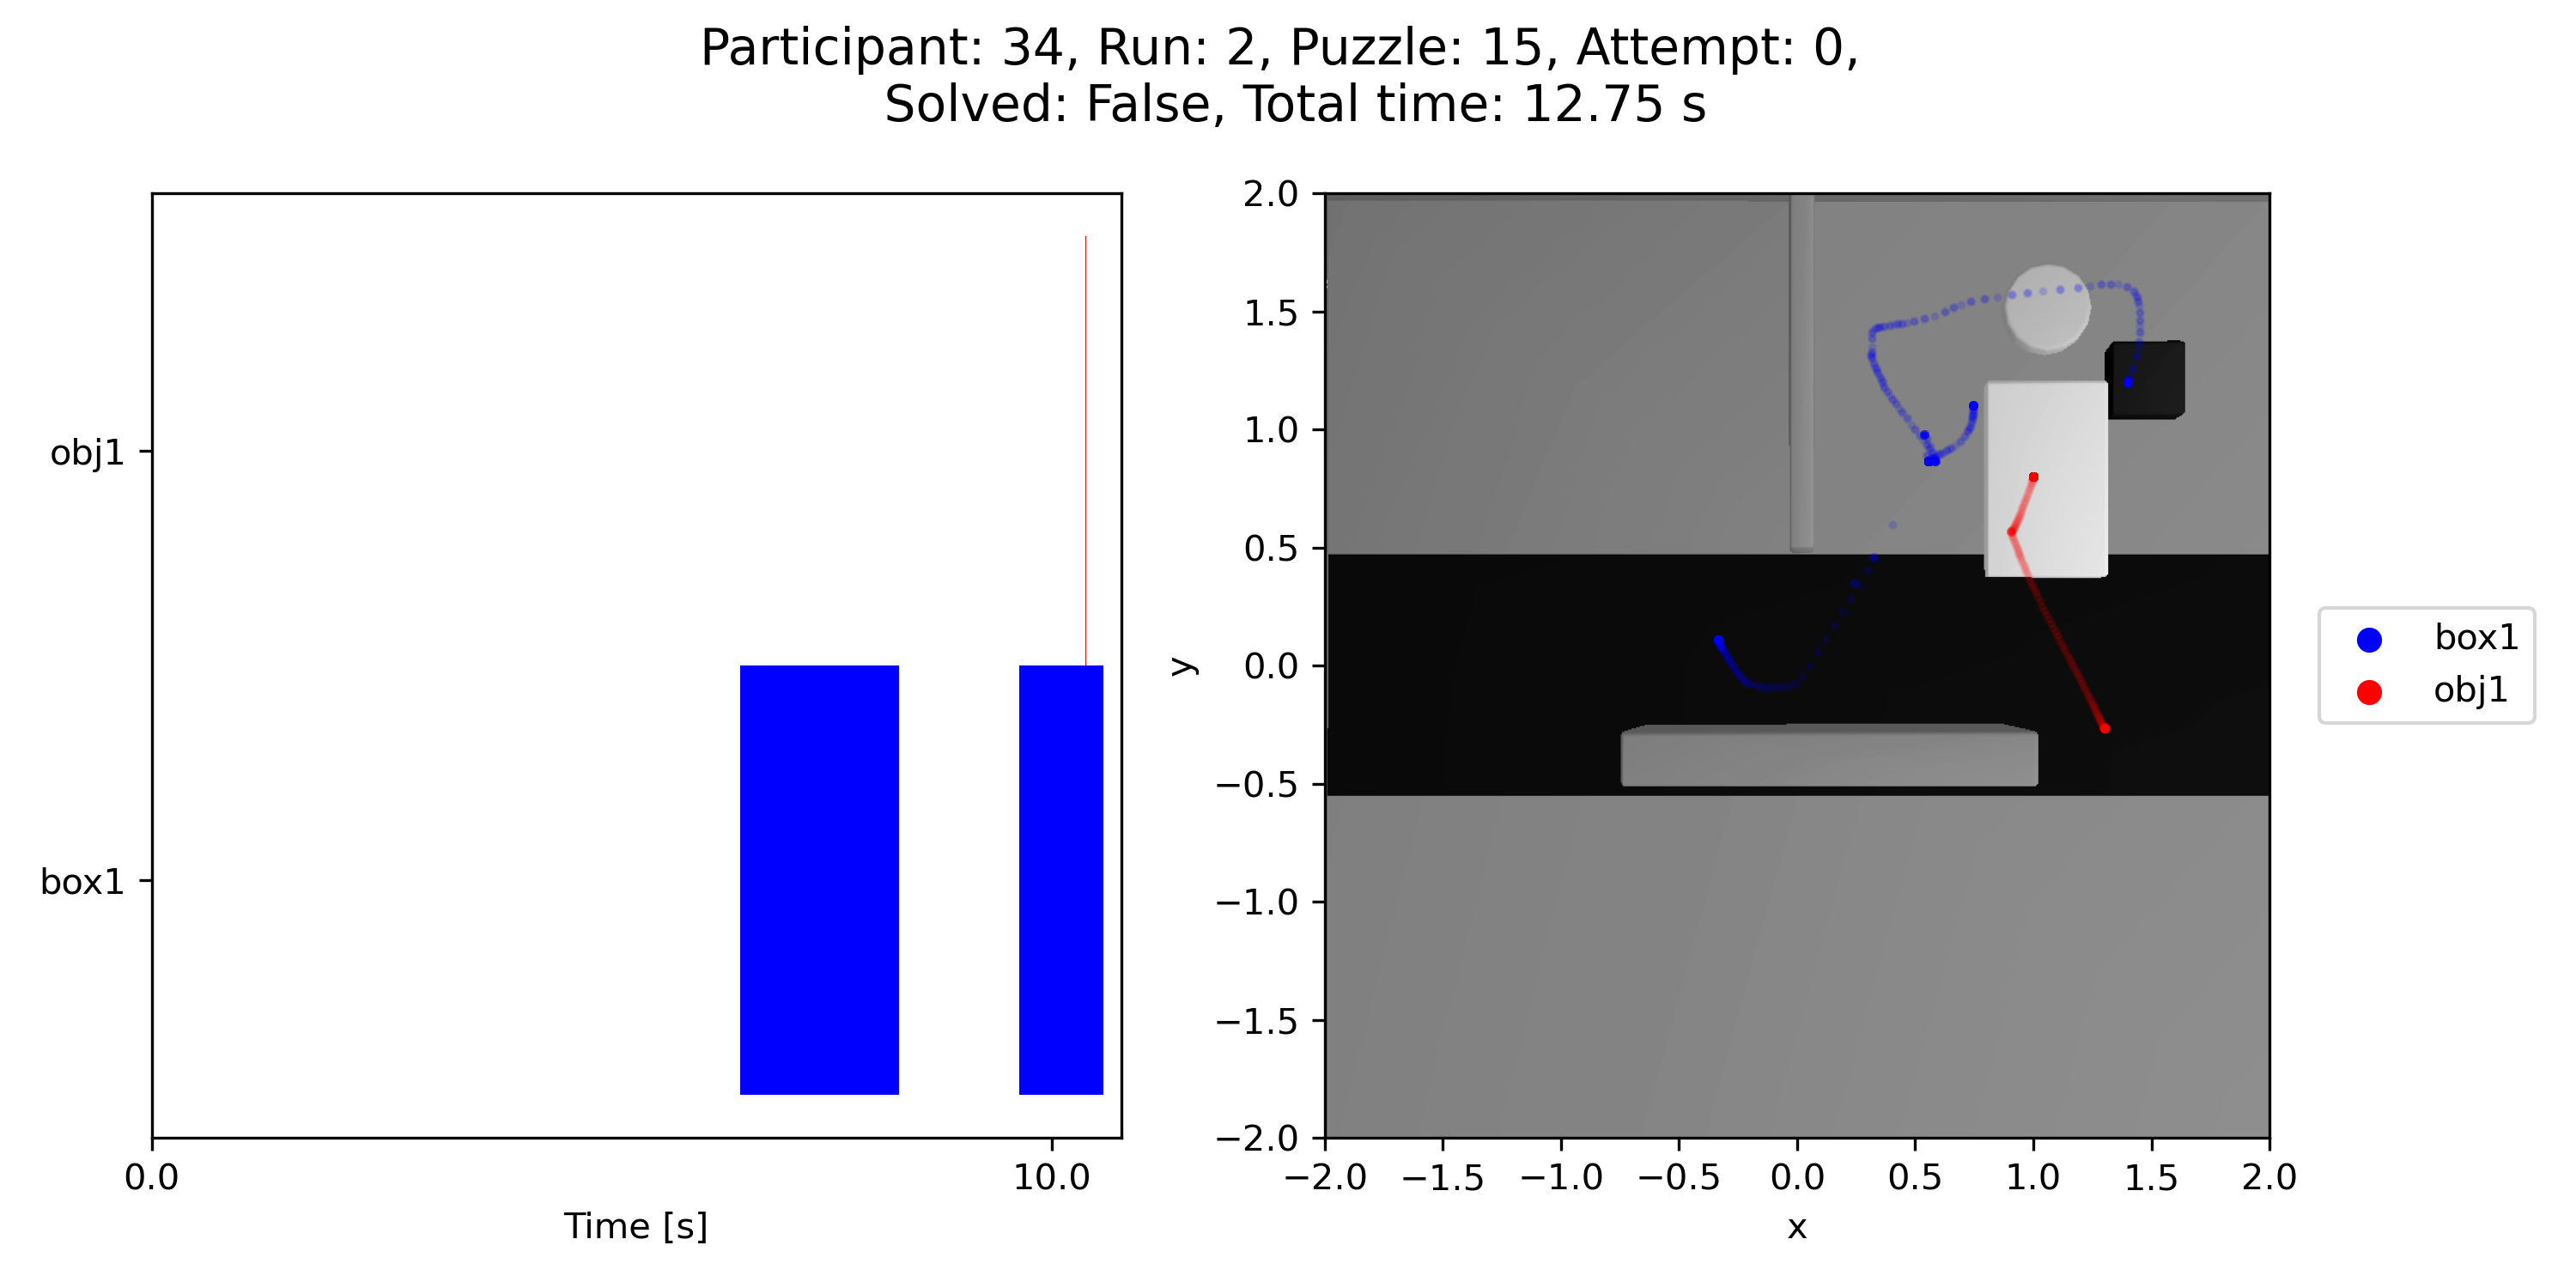 Participant: 34, Run: 2, Puzzle: 15, Attempt: 0,
Solved: False, Total time: 12.75 s
obj1
box1
0.0
10.0
Time [s]
2.0
1.5
1.0
0.5
0.0
−0.5
−1.0
−1.5
−2.0
y
−2.0
−1.5
−1.0
−0.5
0.0
0.5
1.0
1.5
2.0
x
box1
obj1